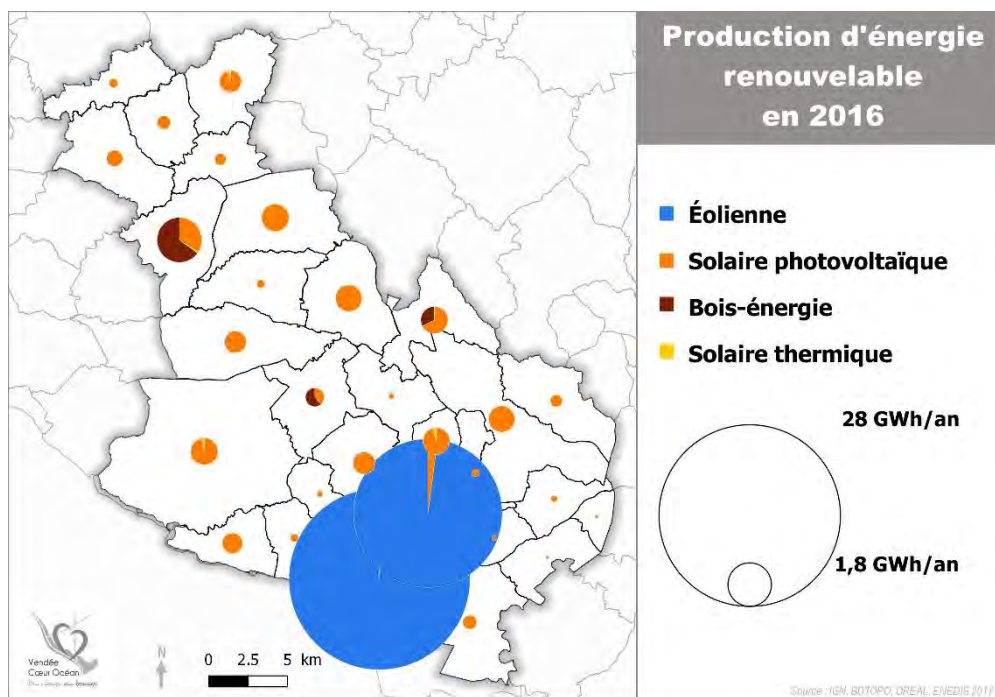 Production d'énergie
renouvelable
en 2016
Éolienne
Solaire photovoltaïque
Bois-énergie
Solaire thermique
28 GWh/an
1,8 GWh/an
Vendée
Cœur Océan
N
0 2.5 5 km
Source : IGN, BDTOPO, DREAL, ENEDIS